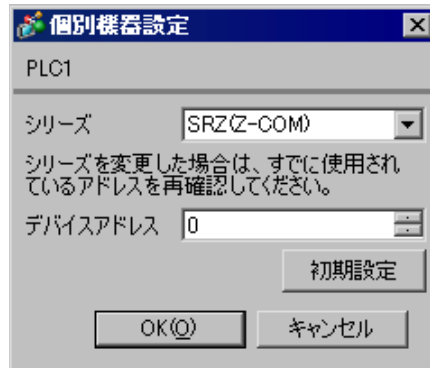 個別機器設定
PLC1
シリーズ SRZ(Z-COM)
シリーズを変更した場合は、すでに使用され
ているアドレスを再確認してください。
デバイスアドレス 0
初期設定
OK(O) キャンセル